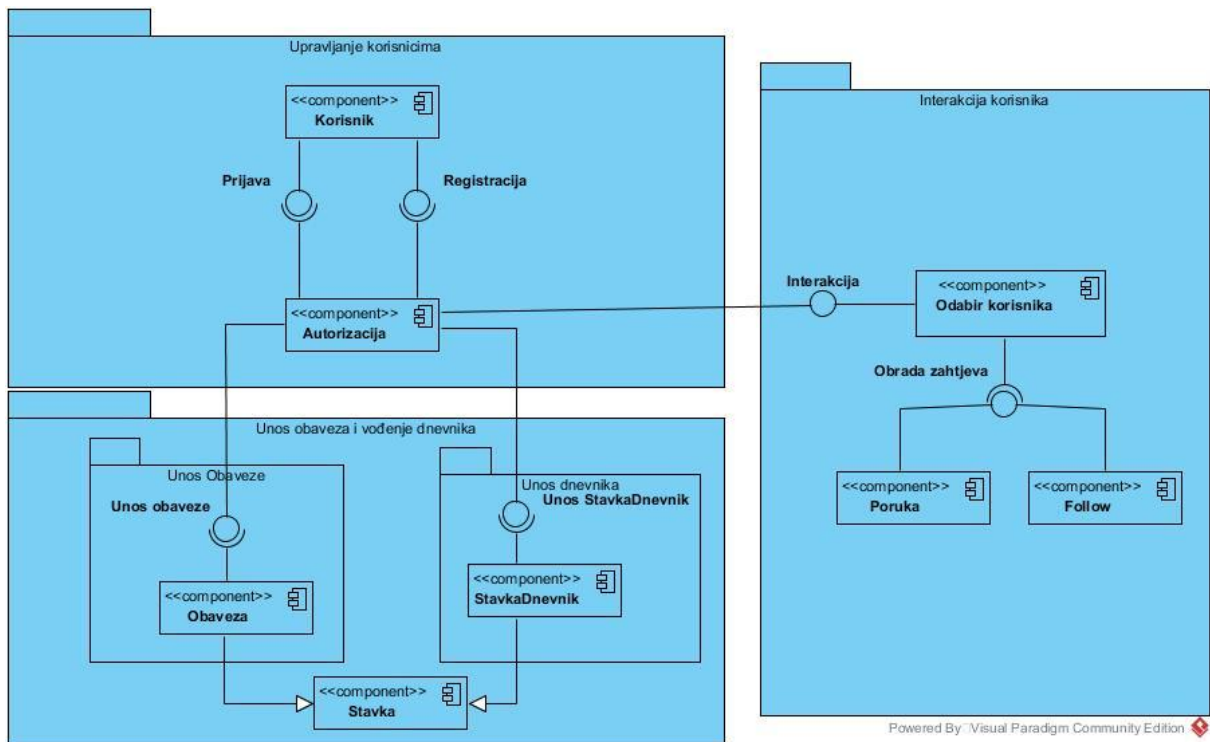 Upravljanje korisnicima
<<component>>
Korisnik
Prijava
Registracija
<<component>>
Autorizacija
Interakcija korisnika
Interakcija
<<component>>
Odabir korisnika
Obrada zahtjeva
<<component>>
Poruka
<<component>>
Follow
Unos obaveza i vođenje dnevnika
Unos Obaveze
Unos obaveze
<<component>>
Obaveza
Unos dnevnika
Unos StavkaDnevnik
<<component>>
StavkaDnevnik
<<component>>
Stavka
Powered By Visual Paradigm Community Edition